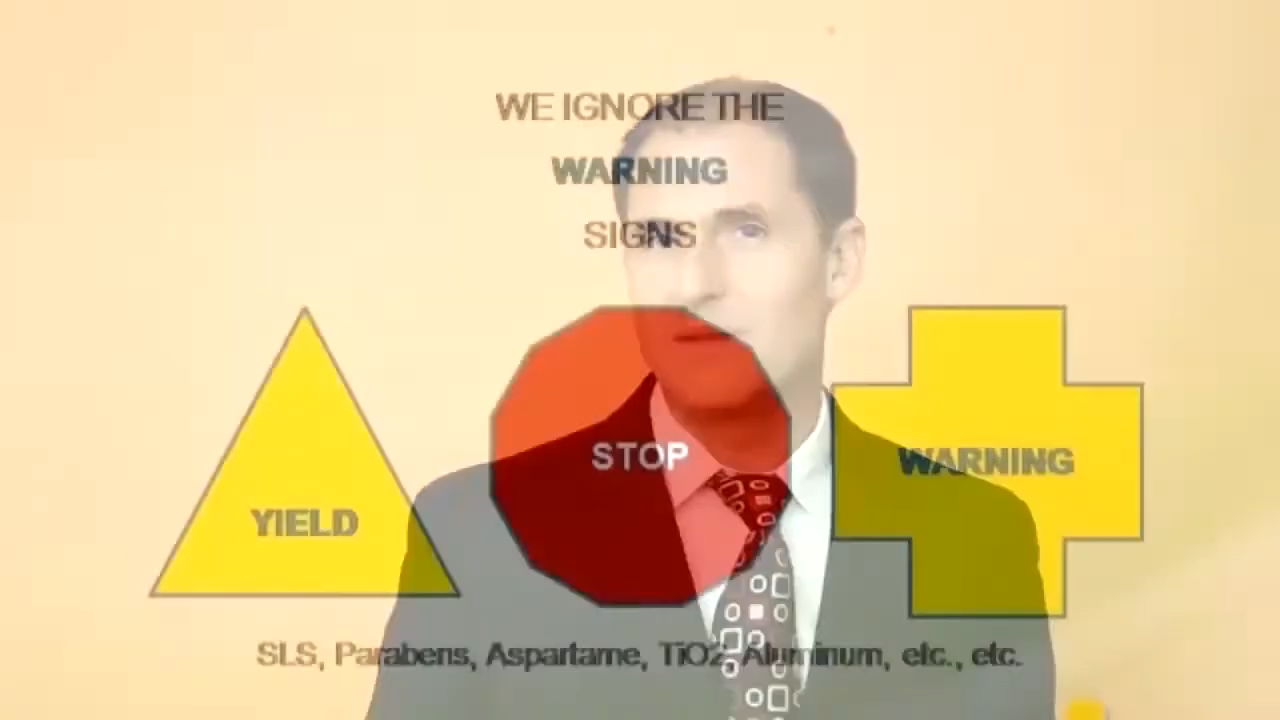 WE IGNORE THE
WARNING
SIGNS
YIELD
STOP
WARNING
SLS, Parabens, Aspartame, TiO2, Aluminum, etc., etc.